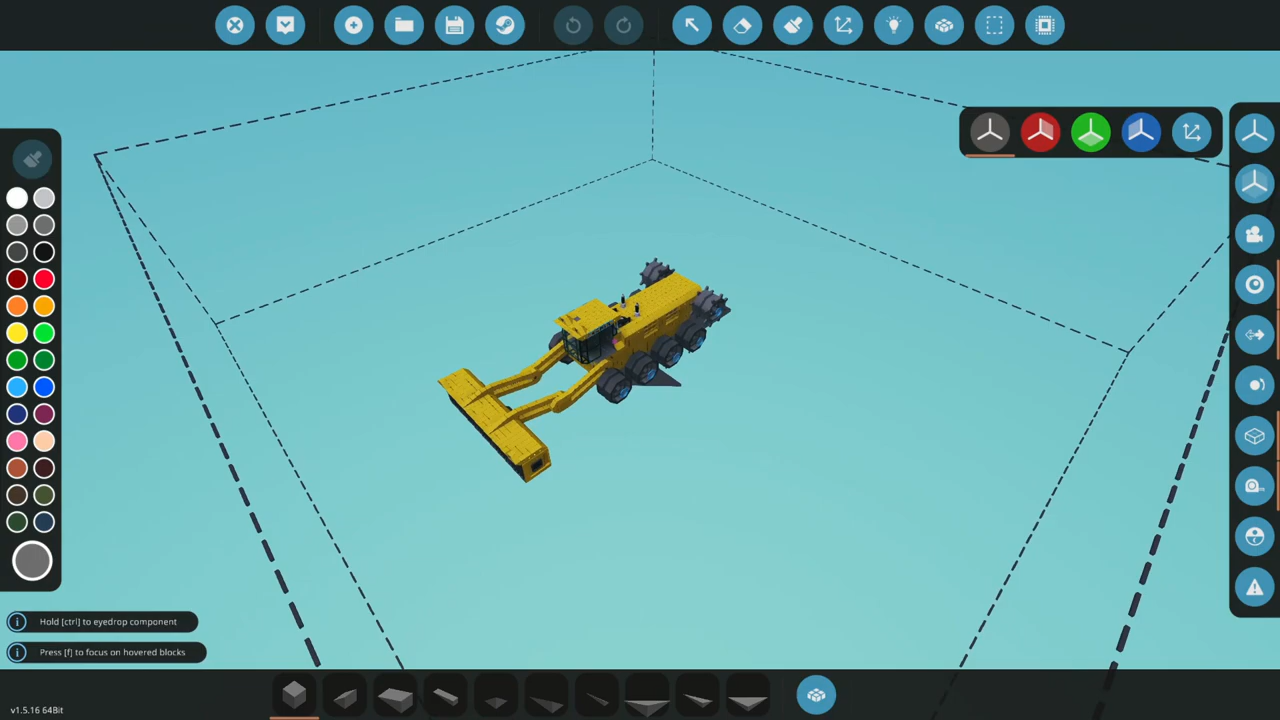 Hold [ctrl] to eyedrop component
Press [f] to focus on hovered blocks
v1.5.16 64Bit